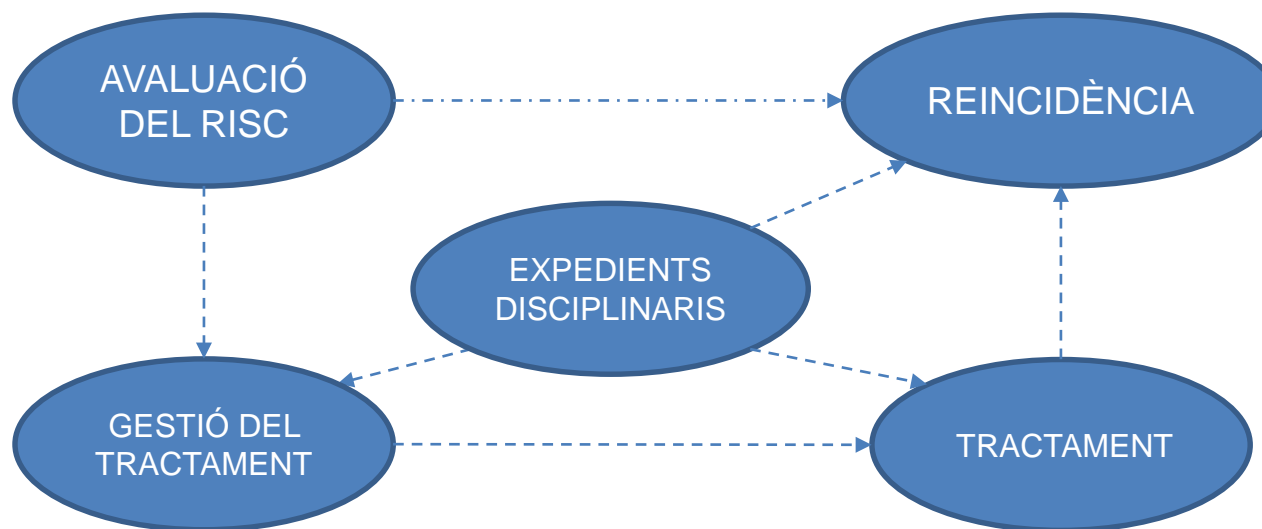 AVALUACIÓ
DEL RISC
REINCIDÈNCIA
EXPEDIENTS
DISCIPLINARIS
GESTIÓ DEL
TRACTAMENT
TRACTAMENT